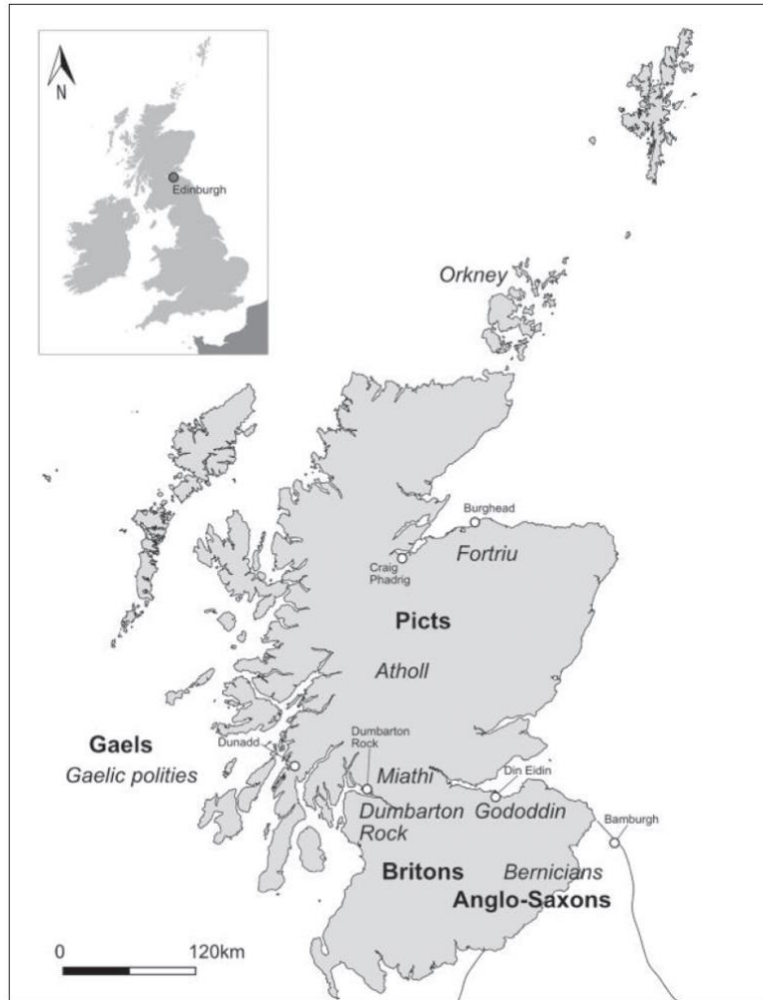 N
Edinburgh
Orkney
Burghead
Fortriu
Craig
Phadrig
Picts
Atholl
Gaels
Gaelic polities
Dunadd
Dumbarton
Rock
Miathi
Din Eidin
Dumbarton
Rock
Gododdin
Bamburgh
Britons
Bernicians
Anglo-Saxons
0
120km